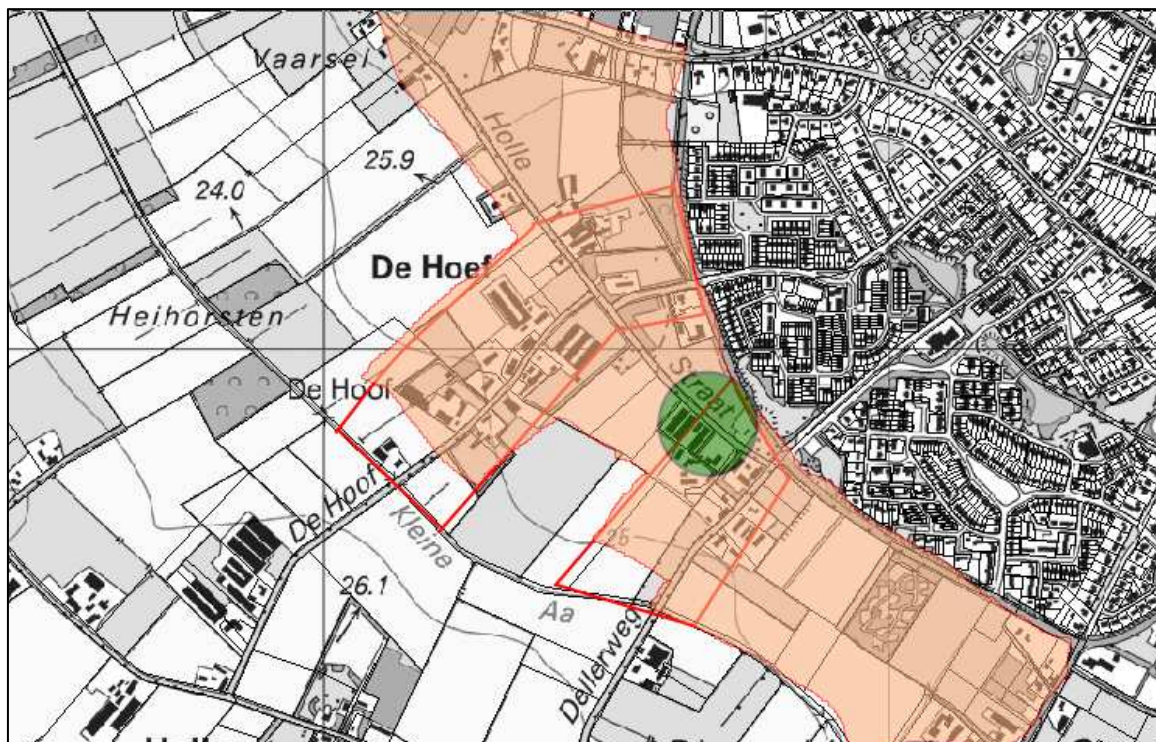 Vaarsel
Holle
25.9
24.0
De Hoef
Heihorsten
De Hoof
Straat
De Hoof
Kleine
25
26.1
Aa
Dellerweg